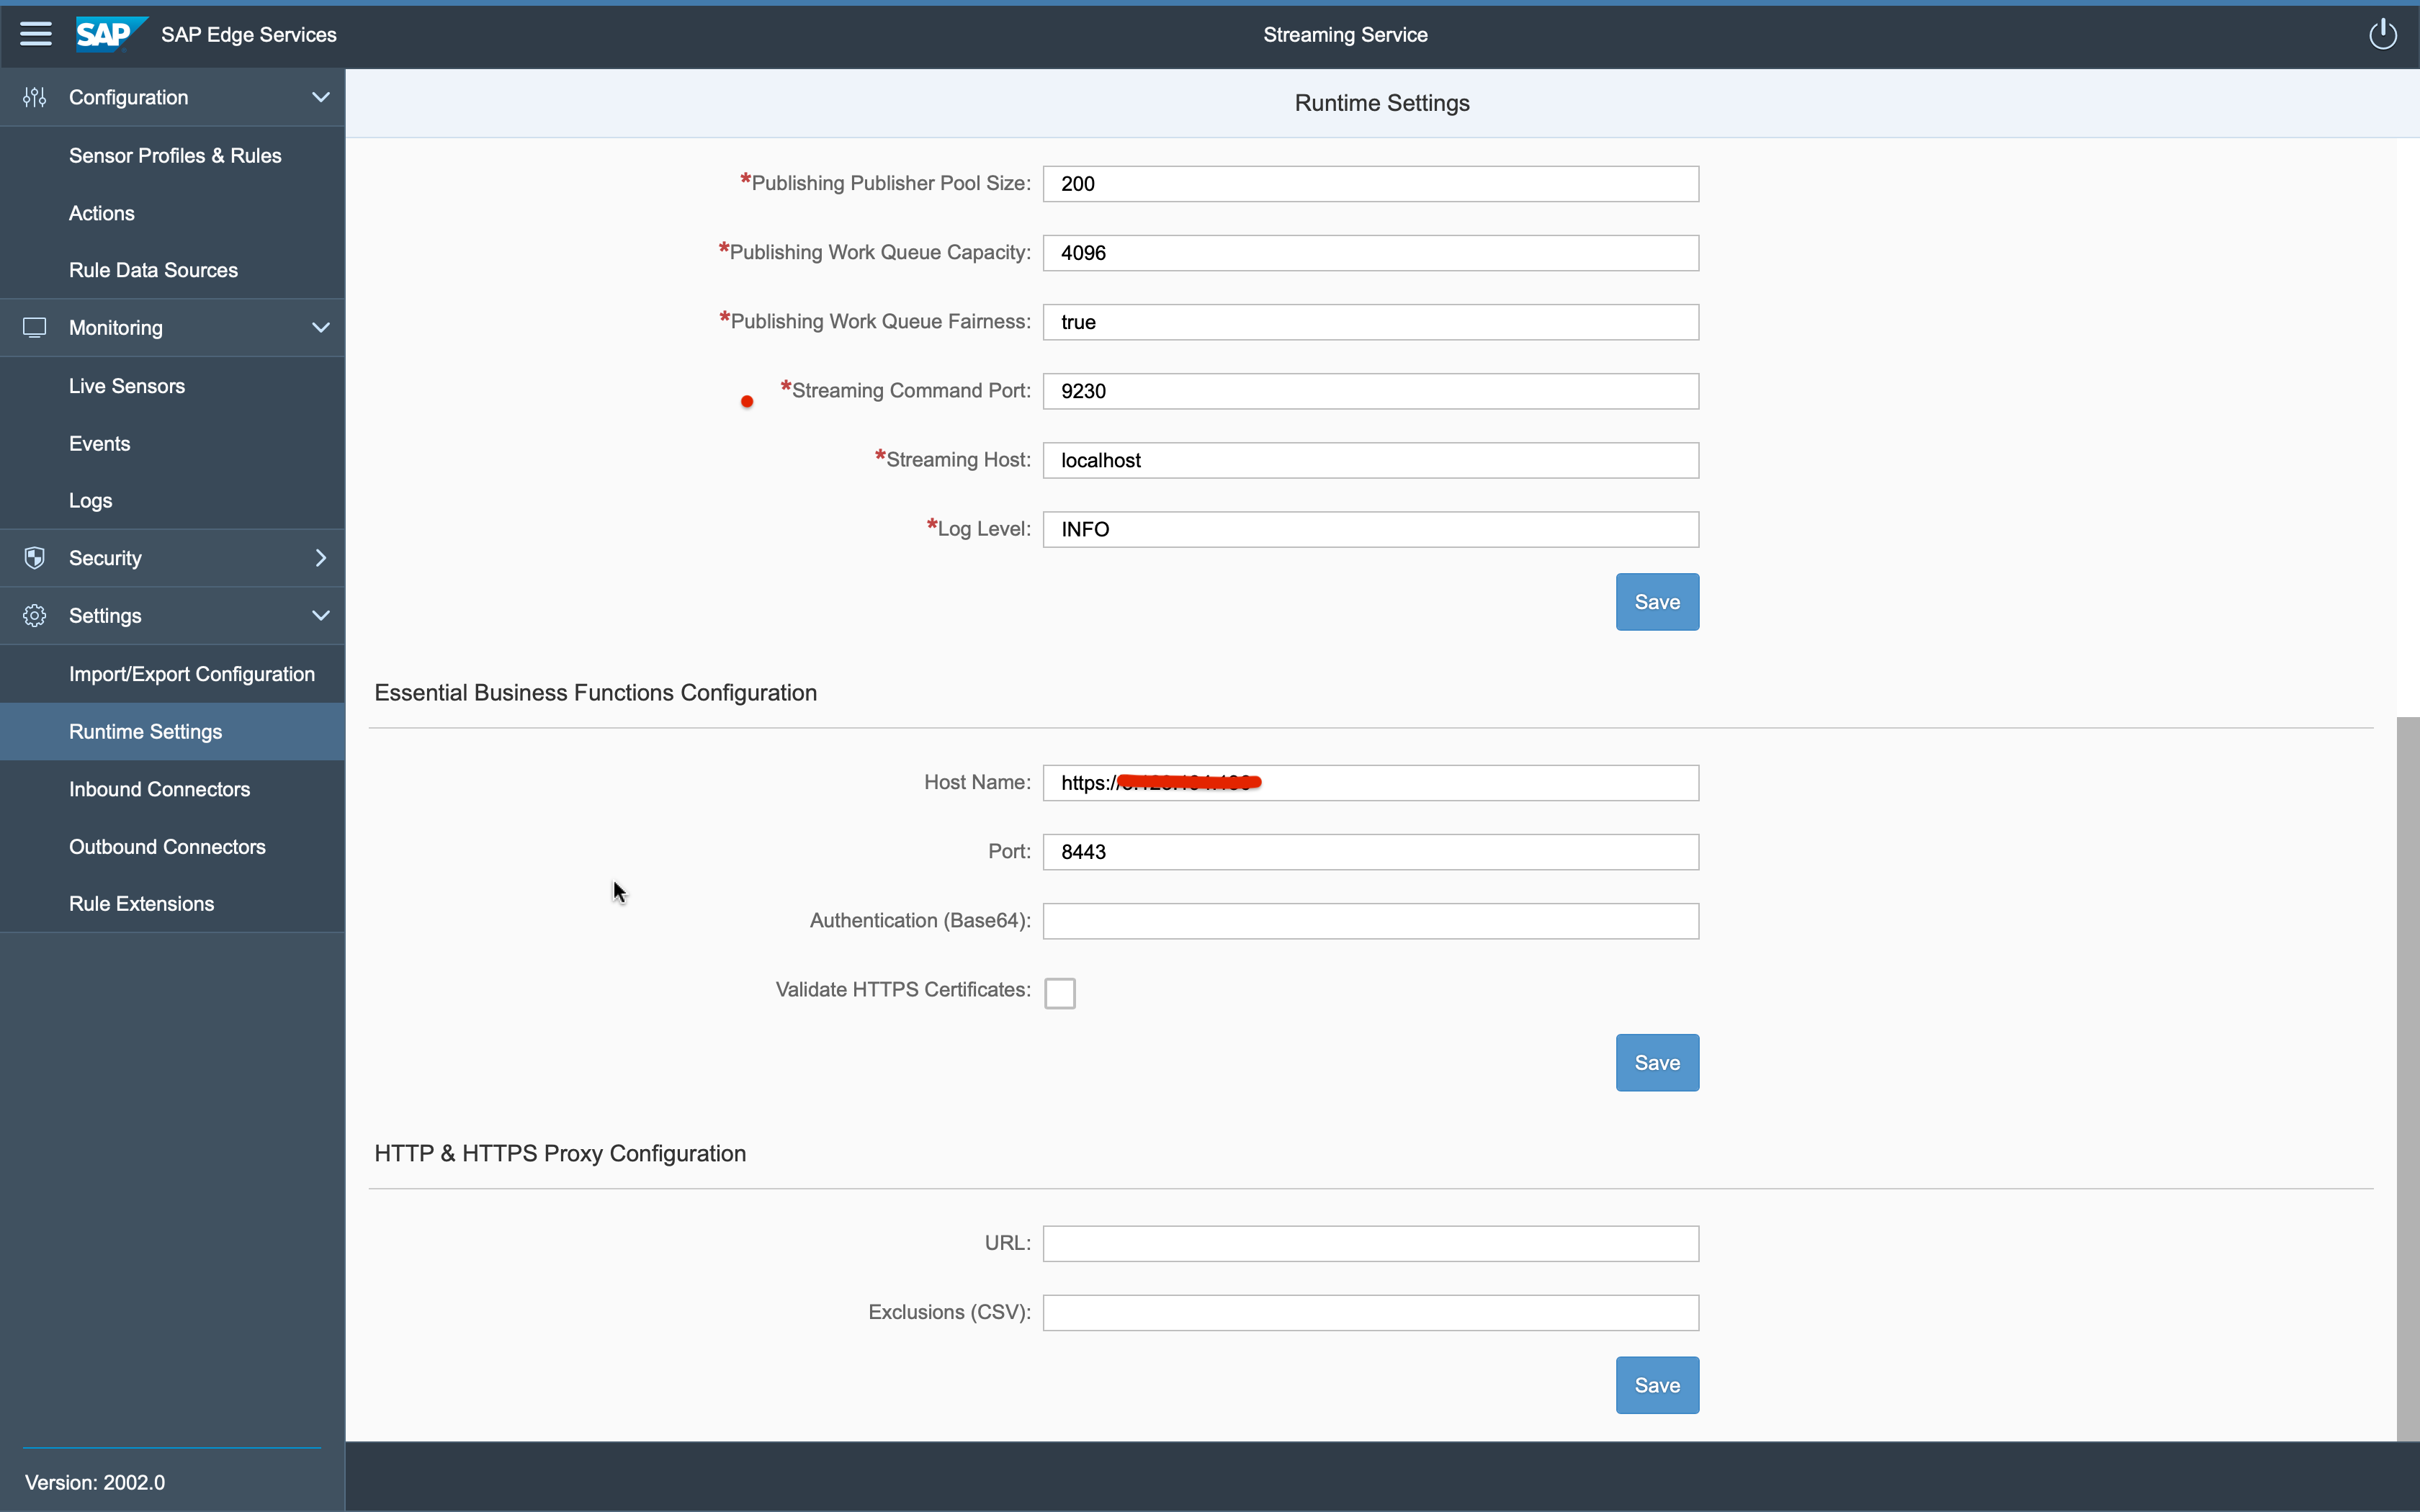 SAP SAP Edge Services
Streaming Service
Configuration
Sensor Profiles & Rules
Actions
Rule Data Sources
Monitoring
Live Sensors
Events
Logs
Security
Settings
Import/Export Configuration
Runtime Settings
Inbound Connectors
Outbound Connectors
Rule Extensions
Version: 2002.0
Runtime Settings
*Publishing Publisher Pool Size: 200
*Publishing Work Queue Capacity: 4096
*Publishing Work Queue Fairness: true
*Streaming Command Port: 9230
*Streaming Host: localhost
*Log Level: INFO
Save
Essential Business Functions Configuration
Host Name: https://
Port: 8443
Authentication (Base64):
Validate HTTPS Certificates:
Save
HTTP & HTTPS Proxy Configuration
URL:
Exclusions (CSV):
Save